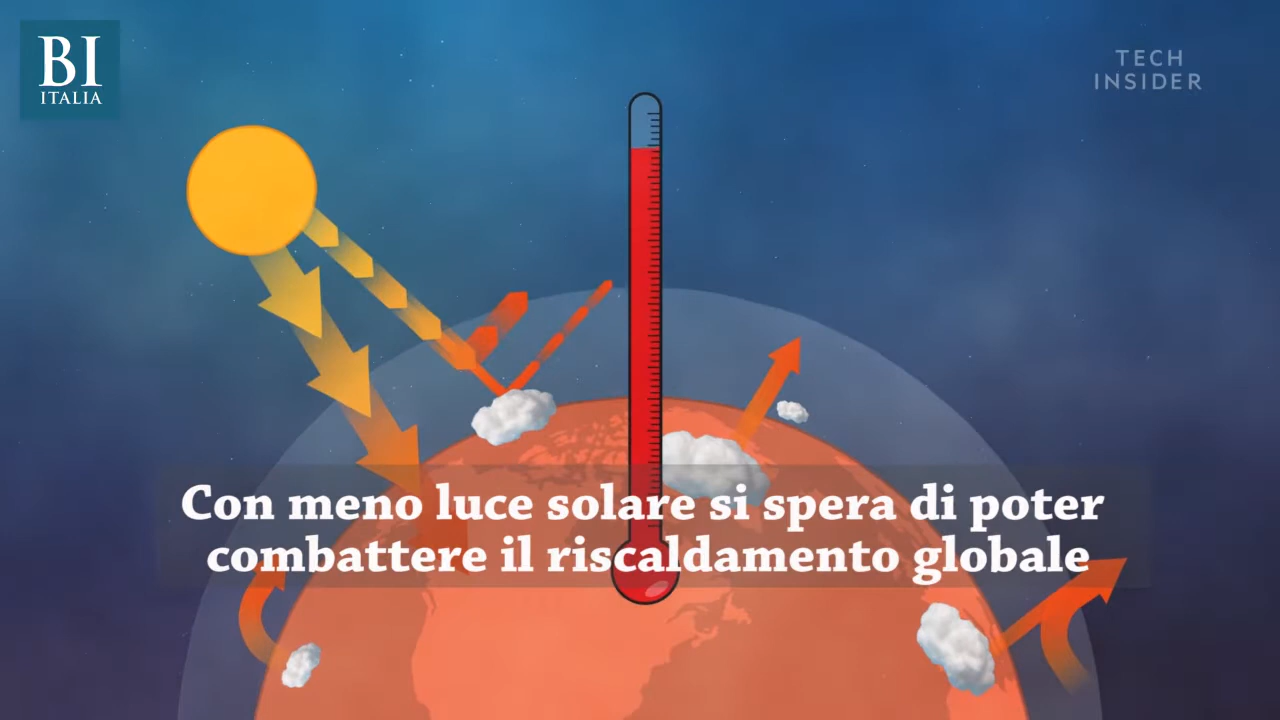 BI
ITALIA
TECH
INSIDER
Con meno luce solare si spera di poter
combattere il riscaldamento globale